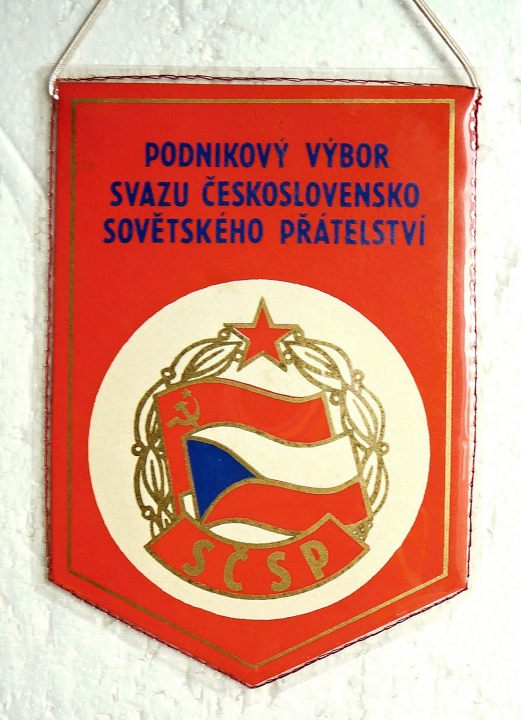 PODNIKOVÝ VÝBOR
SVAZU ČESKOSLOVENSKO
SOVĚTSKÉHO PŘÁTELSTVÍ
SČSP